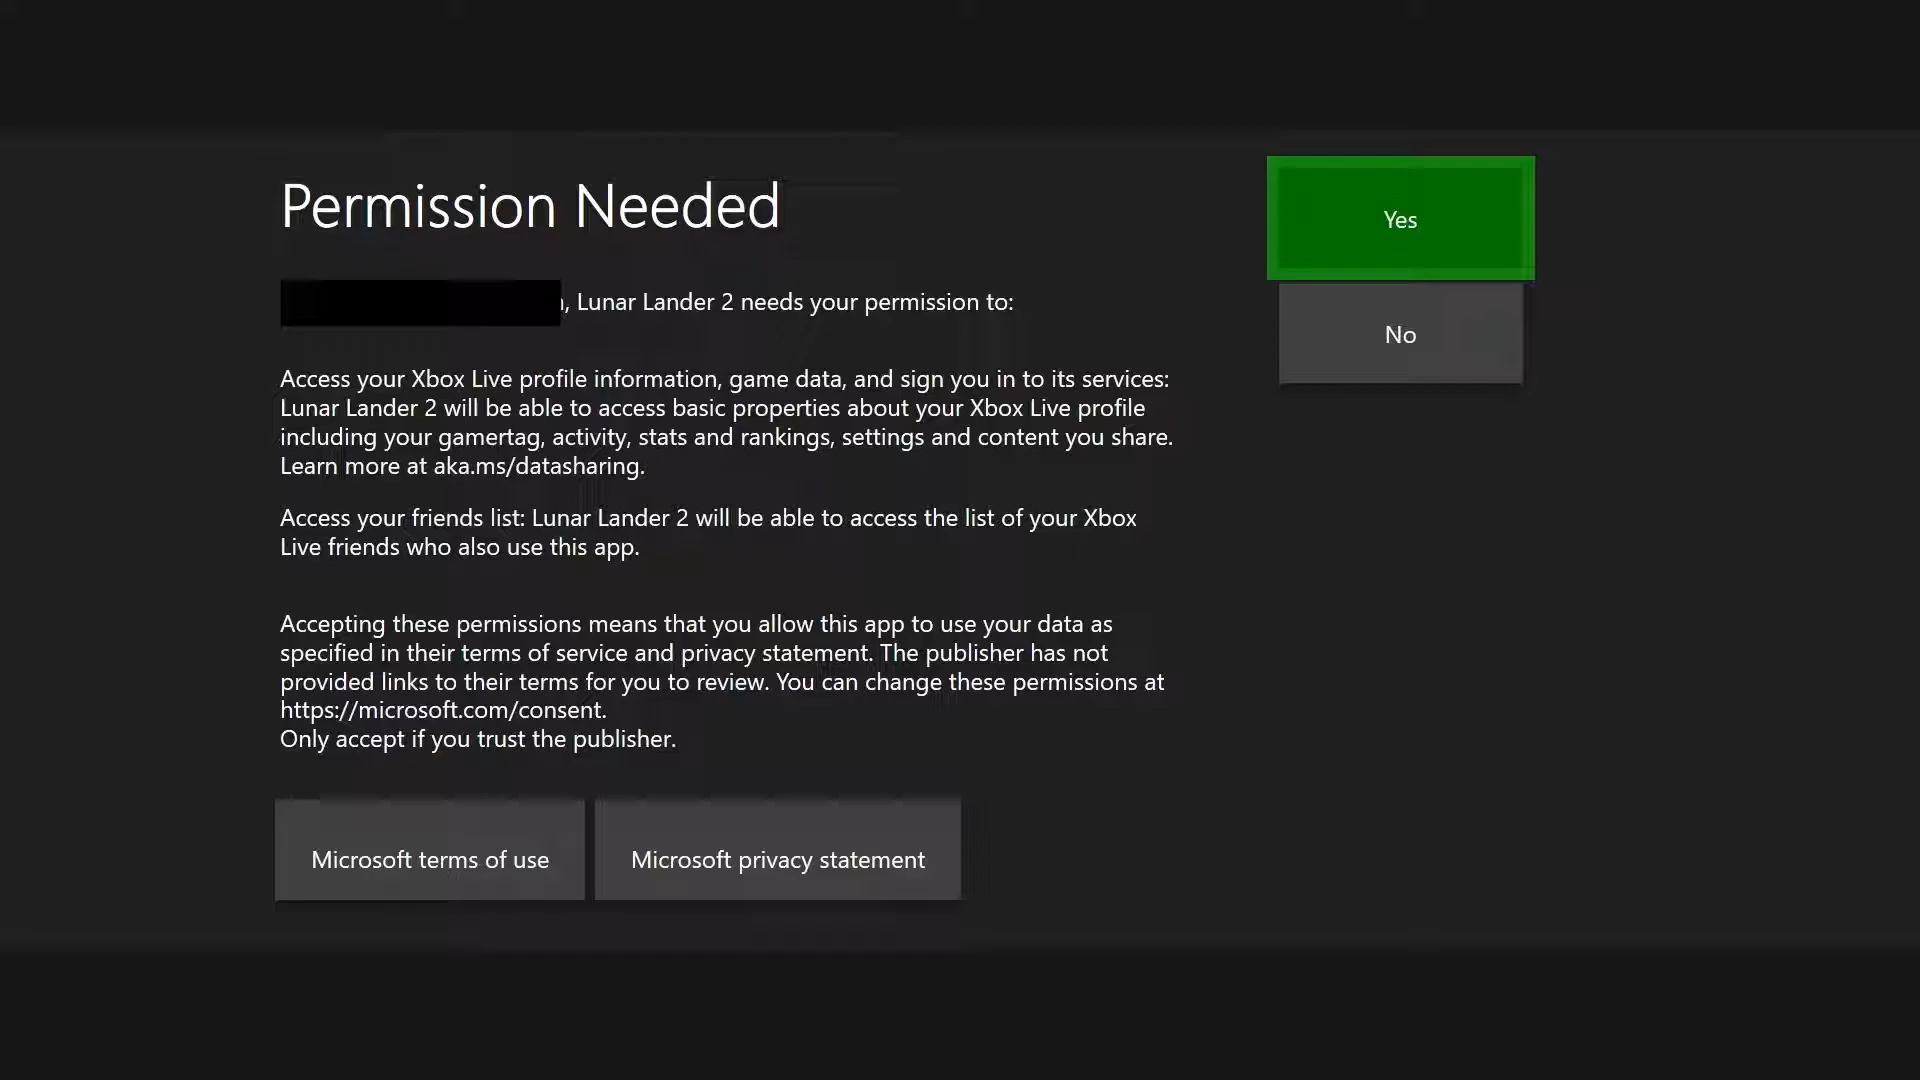 Permission Needed
Yes
, Lunar Lander 2 needs your permission to:
No
Access your Xbox Live profile information, game data, and sign you in to its services:
Lunar Lander 2 will be able to access basic properties about your Xbox Live profile
including your gamertag, activity, stats and rankings, settings and content you share.
Learn more at aka.ms/datasharing.
Access your friends list: Lunar Lander 2 will be able to access the list of your Xbox
Live friends who also use this app.
Accepting these permissions means that you allow this app to use your data as
specified in their terms of service and privacy statement. The publisher has not
provided links to their terms for you to review. You can change these permissions at
https://microsoft.com/consent.
Only accept if you trust the publisher.
Microsoft terms of use
Microsoft privacy statement